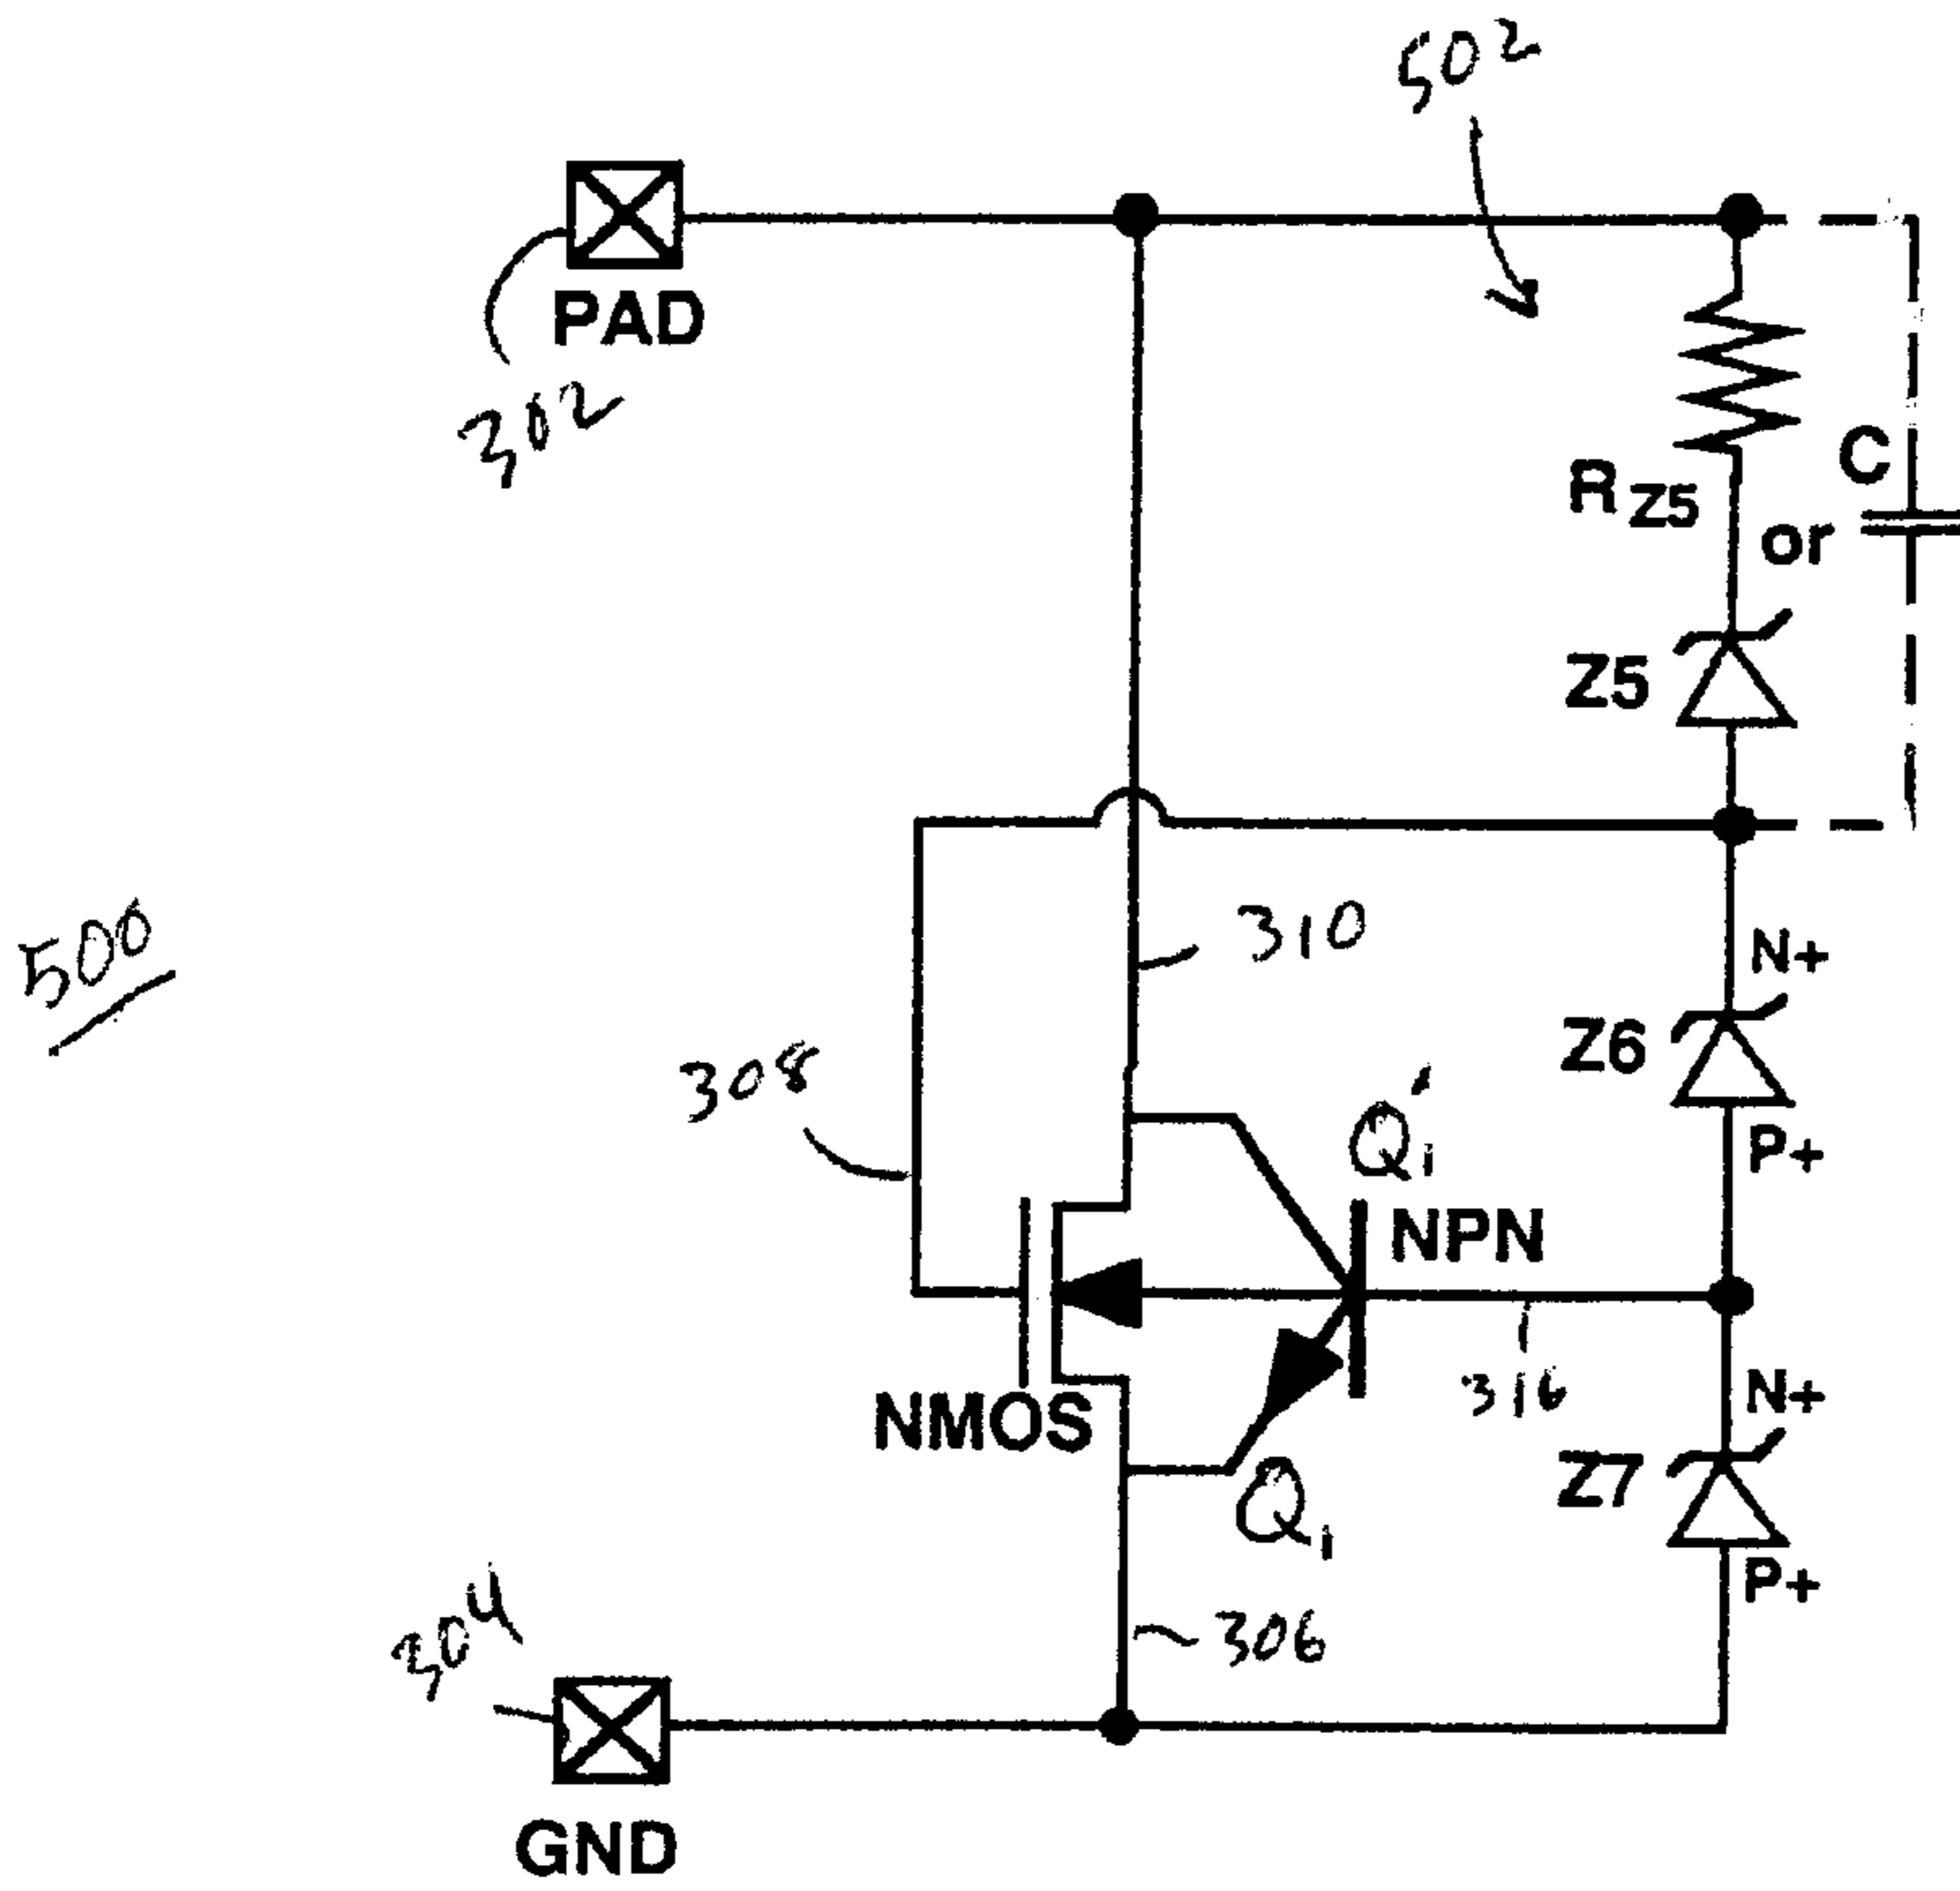 502
PAD
302
C
R Z5
or
Z5
500
310
N+
Z6
308
P+
Q1'
NPN
316
N+
NMOS
Z7
Q1
P+
304
306
GND